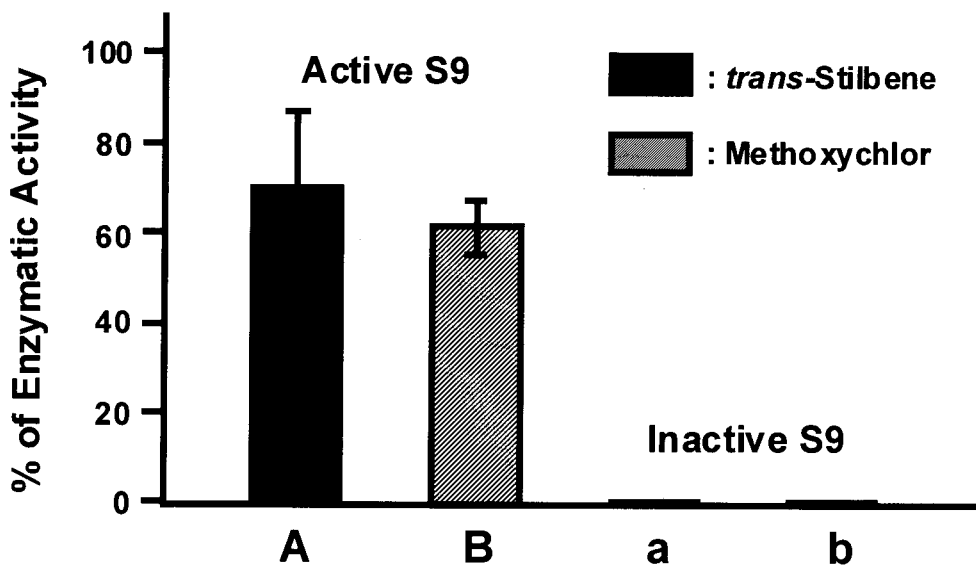 % of Enzymatic Activity
100
80
60
40
20
0
Active S9
: trans-Stilbene
: Methoxychlor
Inactive S9
A B a b